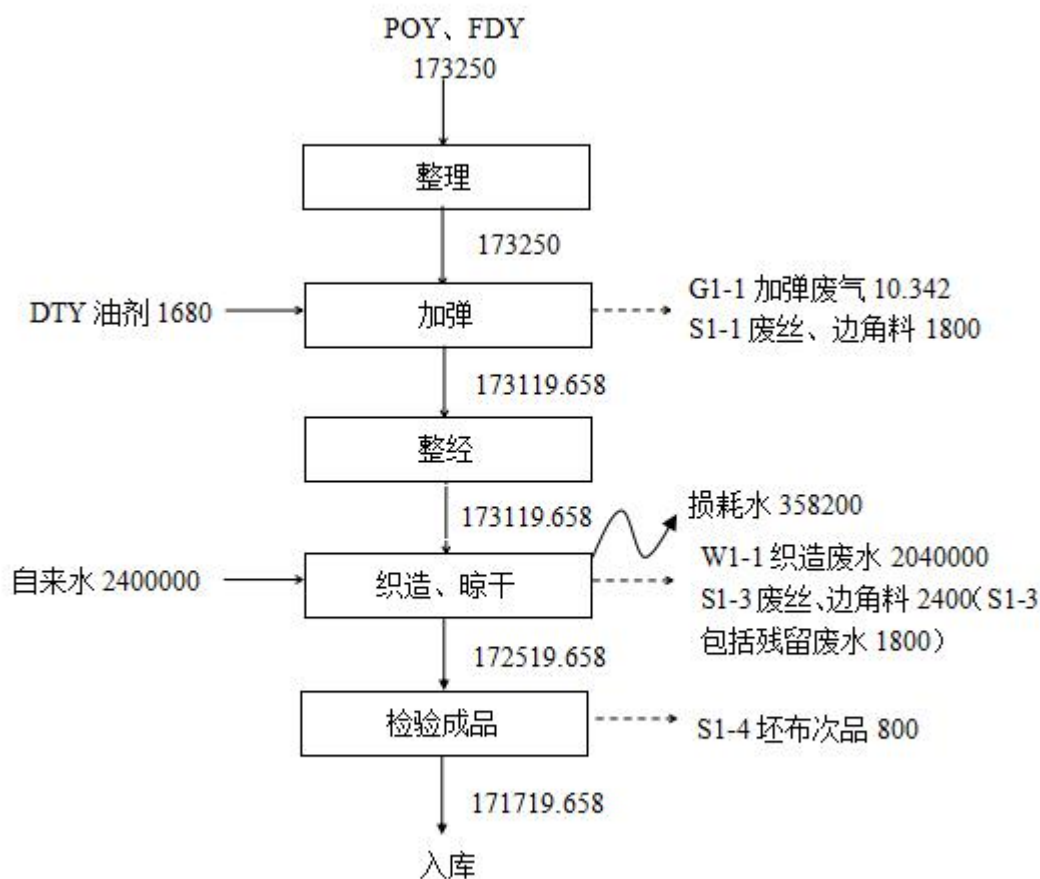 POY、FDY
173250
整理
173250
DTY 油剂 1680
加弹
G1-1 加弹废气 10.342
S1-1 废丝、边角料 1800
173119.658
整经
173119.658
损耗水 358200
自来水 2400000
织造、晾干
W1-1 织造废水 2040000
S1-3 废丝、边角料 2400（S1-3
包括残留废水 1800）
172519.658
检验成品
S1-4 坯布次品 800
171719.658
入库